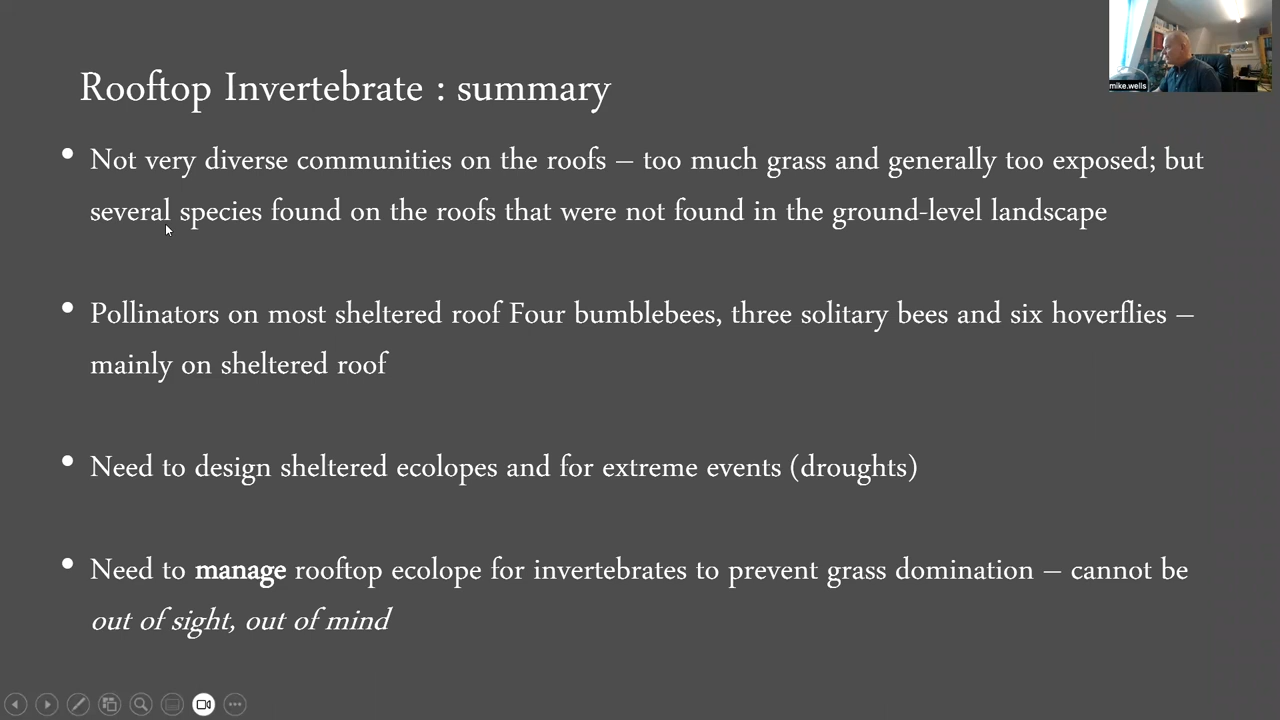 Rooftop Invertebrate : summary
mike.wells
• Not very diverse communities on the roofs – too much grass and generally too exposed; but
several species found on the roofs that were not found in the ground-level landscape
• Pollinators on most sheltered roof Four bumblebees, three solitary bees and six hoverflies –
mainly on sheltered roof
• Need to design sheltered ecolopes and for extreme events (droughts)
• Need to manage rooftop ecolope for invertebrates to prevent grass domination – cannot be
out of sight, out of mind